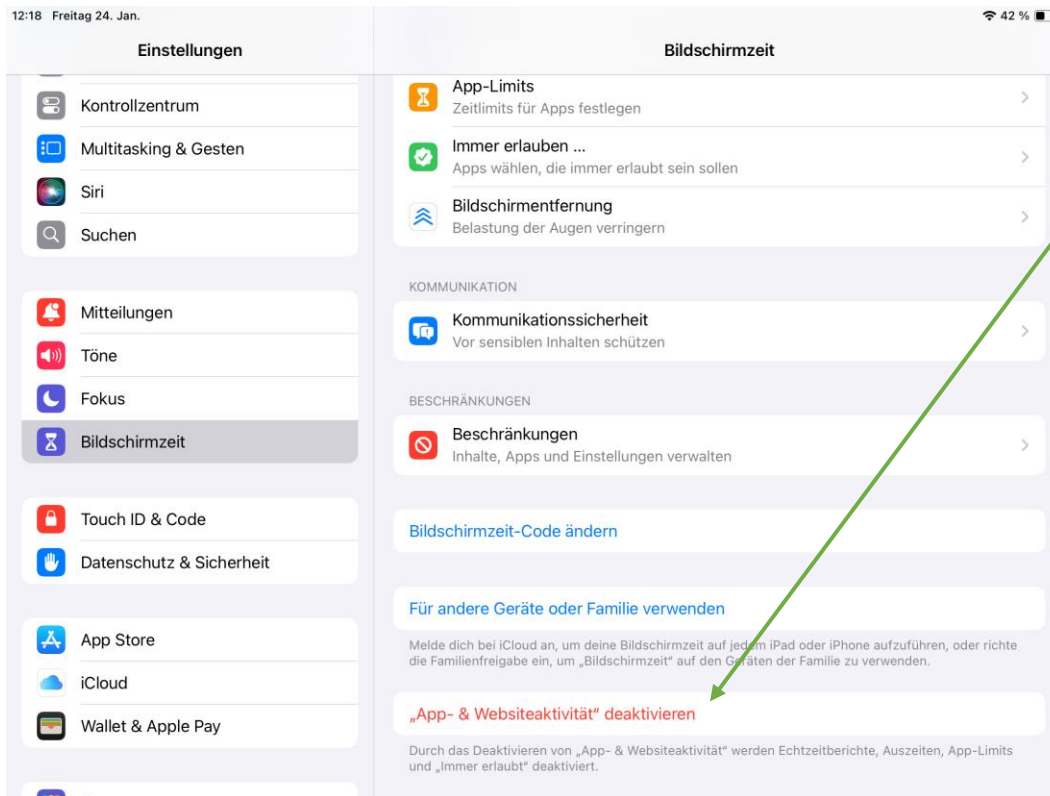 12:18 Freitag 24. Jan.
42 %
Einstellungen
Kontrollzentrum
Multitasking & Gesten
Siri
Suchen
Mitteilungen
Töne
Fokus
Bildschirmzeit
Touch ID & Code
Datenschutz & Sicherheit
App Store
iCloud
Wallet & Apple Pay
Bildschirmzeit
App-Limits
Zeitlimits für Apps festlegen
Immer erlauben ...
Apps wählen, die immer erlaubt sein sollen
Bildschirmentfernung
Belastung der Augen verringern
KOMMUNIKATION
Kommunikationssicherheit
Vor sensiblen Inhalten schützen
BESCHRÄNKUNGEN
Beschränkungen
Inhalte, Apps und Einstellungen verwalten
Bildschirmzeit-Code ändern
Für andere Geräte oder Familie verwenden
Melde dich bei iCloud an, um deine Bildschirmzeit auf jedem iPad oder iPhone aufzuführen, oder richte
die Familienfreigabe ein, um „Bildschirmzeit“ auf den Geräten der Familie zu verwenden.
„App- & Websiteaktivität“ deaktivieren
Durch das Deaktivieren von „App- & Websiteaktivität“ werden Echtzeitberichte, Auszeiten, App-Limits
und „Immer erlaubt“ deaktiviert.